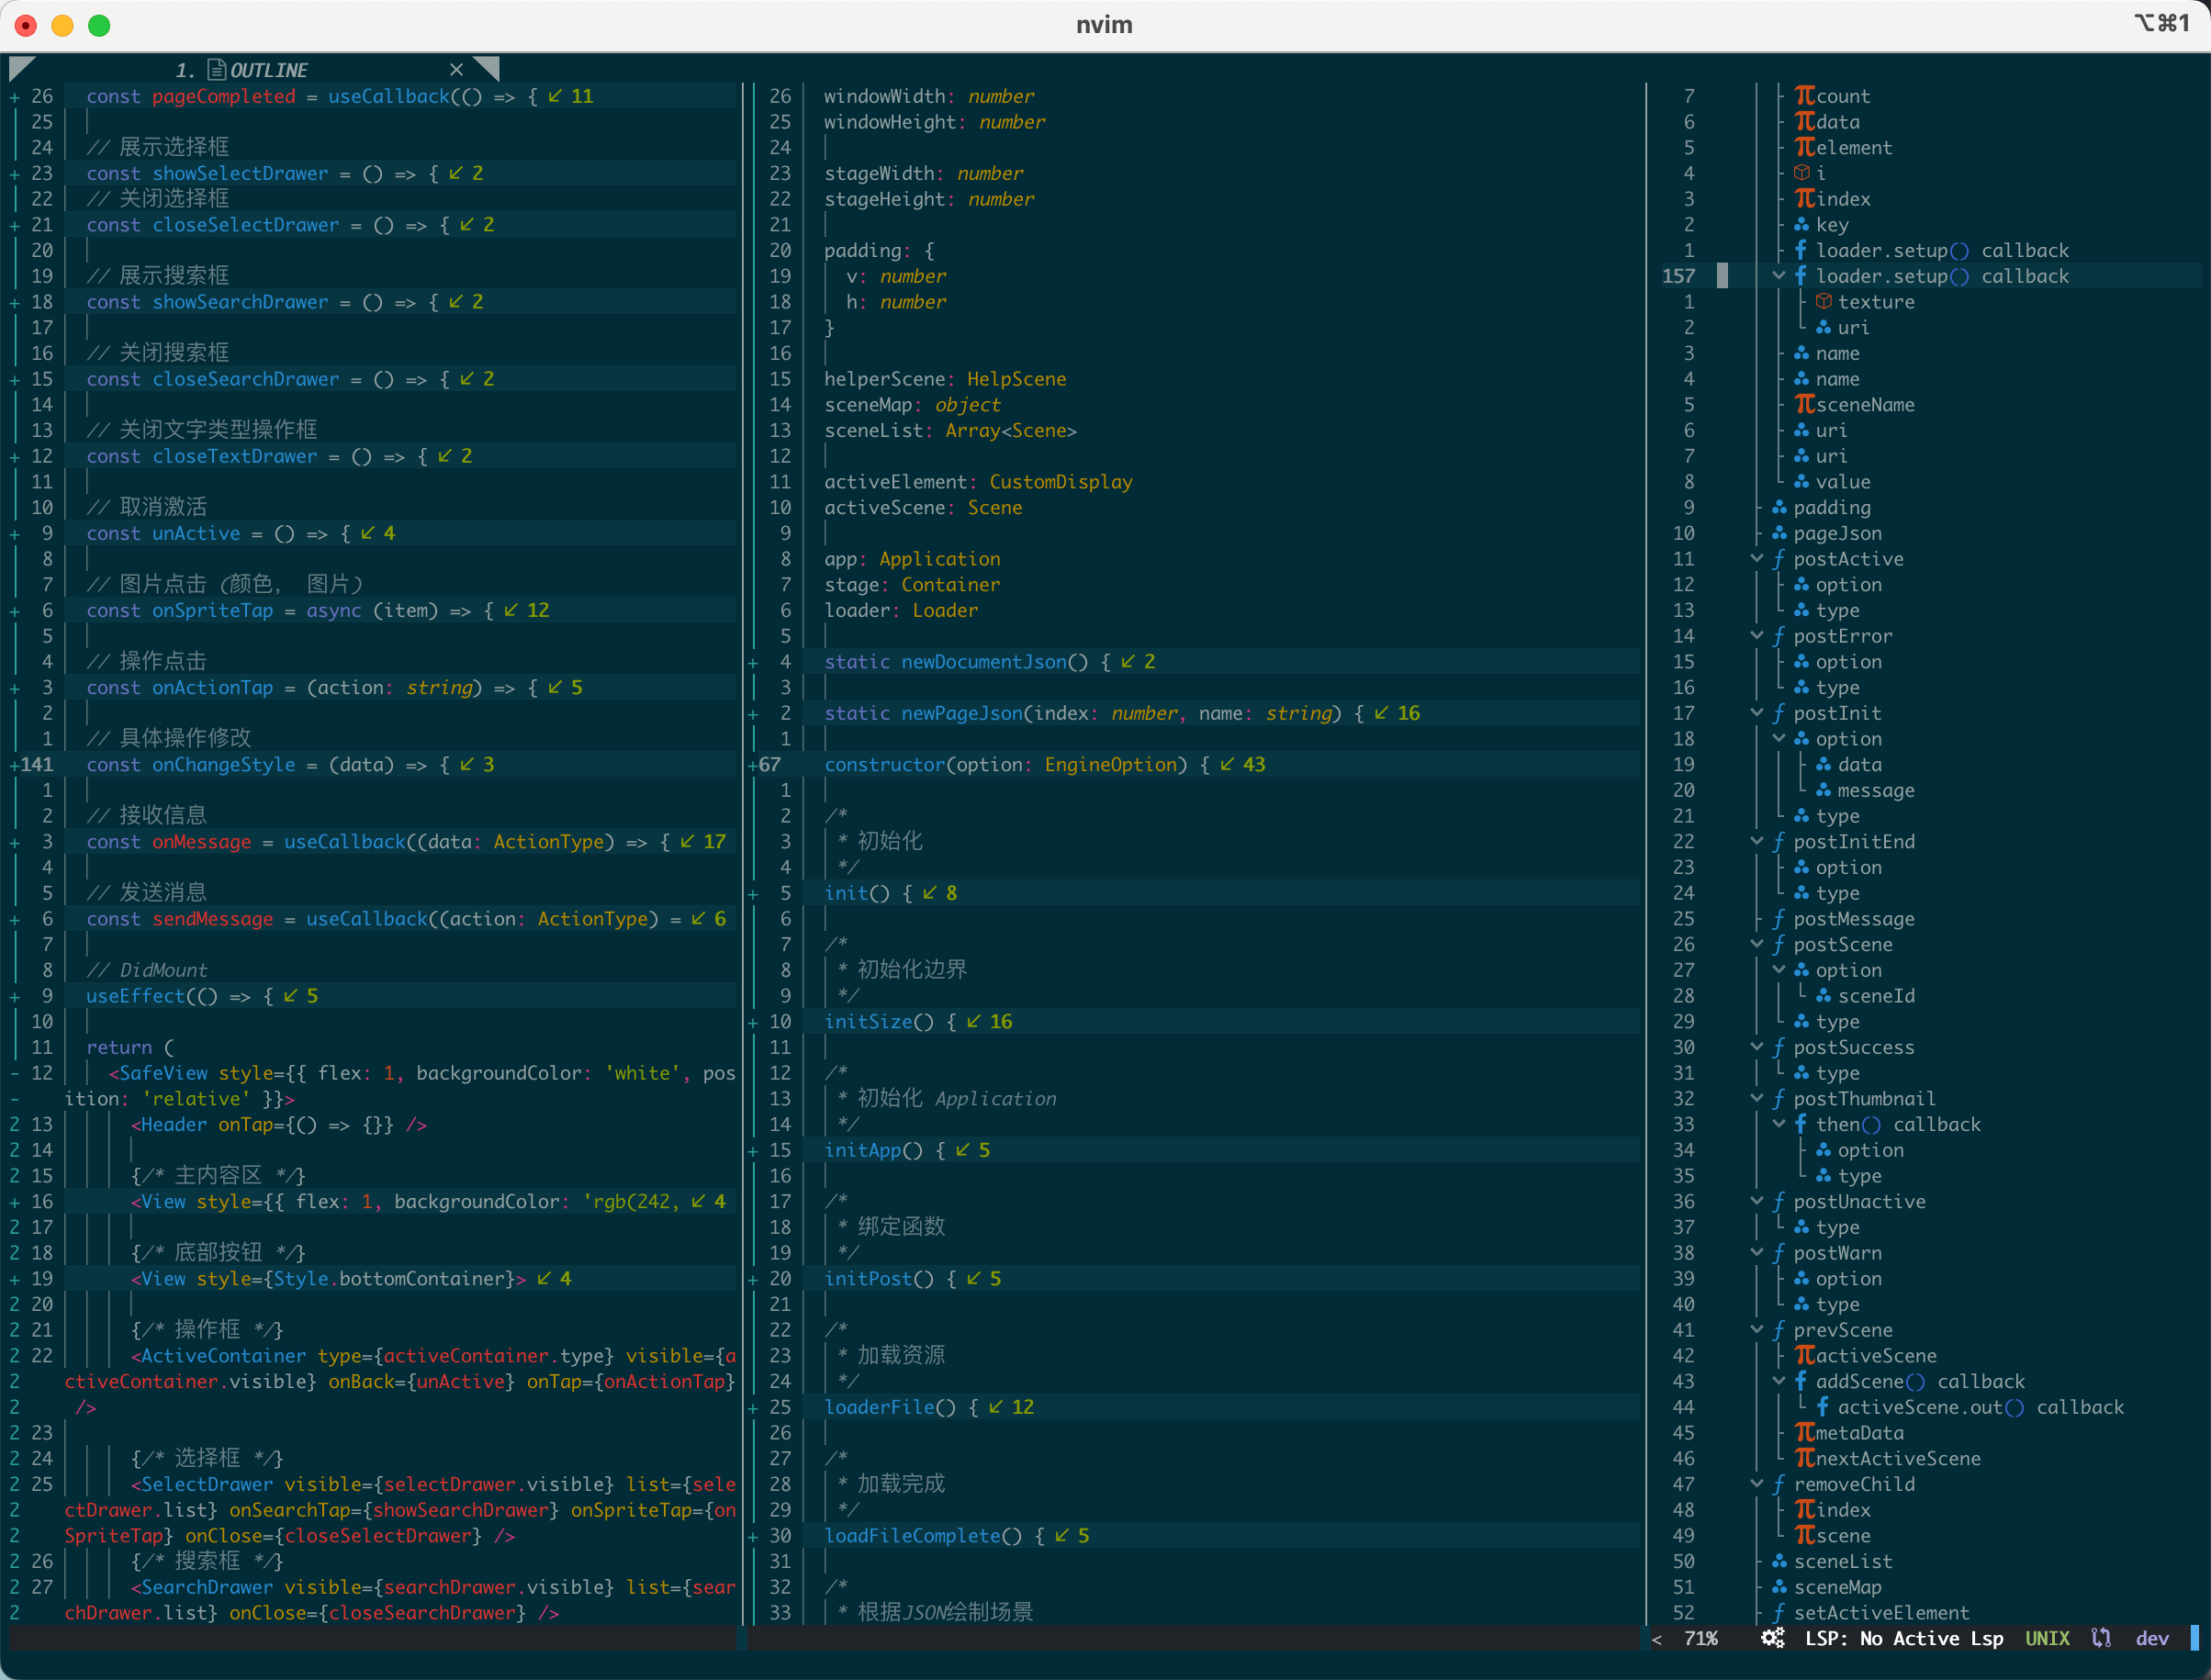 nvim
⌥⌘1
1. OUTLINE ×
+ 26 const pageCompleted = useCallback(() => { ↙ 11
25
24 // 展示选择框
+ 23 const showSelectDrawer = () => { ↙ 2
22 // 关闭选择框
+ 21 const closeSelectDrawer = () => { ↙ 2
20
19 // 展示搜索框
+ 18 const showSearchDrawer = () => { ↙ 2
17
16 // 关闭搜索框
+ 15 const closeSearchDrawer = () => { ↙ 2
14
13 // 关闭文字类型操作框
+ 12 const closeTextDrawer = () => { ↙ 2
11
10 // 取消激活
+ 9 const unActive = () => { ↙ 4
8
7 // 图片点击 (颜色, 图片)
+ 6 const onSpriteTap = async (item) => { ↙ 12
5
4 // 操作点击
+ 3 const onActionTap = (action: string) => { ↙ 5
2
1 // 具体操作修改
+141 const onChangeStyle = (data) => { ↙ 3
1
2 // 接收信息
+ 3 const onMessage = useCallback((data: ActionType) => { ↙ 17
4
5 // 发送消息
+ 6 const sendMessage = useCallback((action: ActionType) = ↙ 6
7
8 // DidMount
+ 9 useEffect(() => { ↙ 5
10
11 return (
- 12 <SafeView style={{ flex: 1, backgroundColor: 'white', pos
- ition: 'relative' }}>
2 13 <Header onTap={() => {}} />
2 14
2 15 {/* 主内容区 */}
+ 16 <View style={{ flex: 1, backgroundColor: 'rgb(242, ↙ 4
2 17
2 18 {/* 底部按钮 */}
+ 19 <View style={Style.bottomContainer}> ↙ 4
2 20
2 21 {/* 操作框 */}
2 22 <ActiveContainer type={activeContainer.type} visible={a
2 ctiveContainer.visible} onBack={unActive} onTap={onActionTap}
2 />
2 23
2 24 {/* 选择框 */}
2 25 <SelectDrawer visible={selectDrawer.visible} list={sele
2 ctDrawer.list} onSearchTap={showSearchDrawer} onSpriteTap={on
2 SpriteTap} onClose={closeSelectDrawer} />
2 26 {/* 搜索框 */}
2 27 <SearchDrawer visible={searchDrawer.visible} list={sear
2 chDrawer.list} onClose={closeSearchDrawer} />
26 windowWidth: number
25 windowHeight: number
24
23 stageWidth: number
22 stageHeight: number
21
20 padding: {
19 v: number
18 h: number
17 }
16
15 helperScene: HelpScene
14 sceneMap: object
13 sceneList: Array<Scene>
12
11 activeElement: CustomDisplay
10 activeScene: Scene
9
8 app: Application
7 stage: Container
6 loader: Loader
5
+ 4 static newDocumentJson() { ↙ 2
3
+ 2 static newPageJson(index: number, name: string) { ↙ 16
1
+67 constructor(option: EngineOption) { ↙ 43
1
2 /*
3 * 初始化
4 */
+ 5 init() { ↙ 8
6
7 /*
8 * 初始化边界
9 */
+ 10 initSize() { ↙ 16
11
12 /*
13 * 初始化 Application
14 */
+ 15 initApp() { ↙ 5
16
17 /*
18 * 绑定函数
19 */
+ 20 initPost() { ↙ 5
21
22 /*
23 * 加载资源
24 */
+ 25 loaderFile() { ↙ 12
26
27 /*
28 * 加载完成
29 */
+ 30 loadFileComplete() { ↙ 5
31
32 /*
33 * 根据JSON绘制场景
7 count
6 data
5 element
4 i
3 index
2 key
1 loader.setup() callback
157 loader.setup() callback
1 texture
2 uri
3 name
4 name
5 sceneName
6 uri
7 uri
8 value
9 padding
10 pageJson
11 postActive
12 option
13 type
14 postError
15 option
16 type
17 postInit
18 option
19 data
20 message
21 type
22 postInitEnd
23 option
24 type
25 postMessage
26 postScene
27 option
28 sceneId
29 type
30 postSuccess
31 type
32 postThumbnail
33 then() callback
34 option
35 type
36 postUnactive
37 type
38 postWarn
39 option
40 type
41 prevScene
42 activeScene
43 addScene() callback
44 activeScene.out() callback
45 metaData
46 nextActiveScene
47 removeChild
48 index
49 scene
50 sceneList
51 sceneMap
52 setActiveElement
< 71% LSP: No Active Lsp UNIX dev